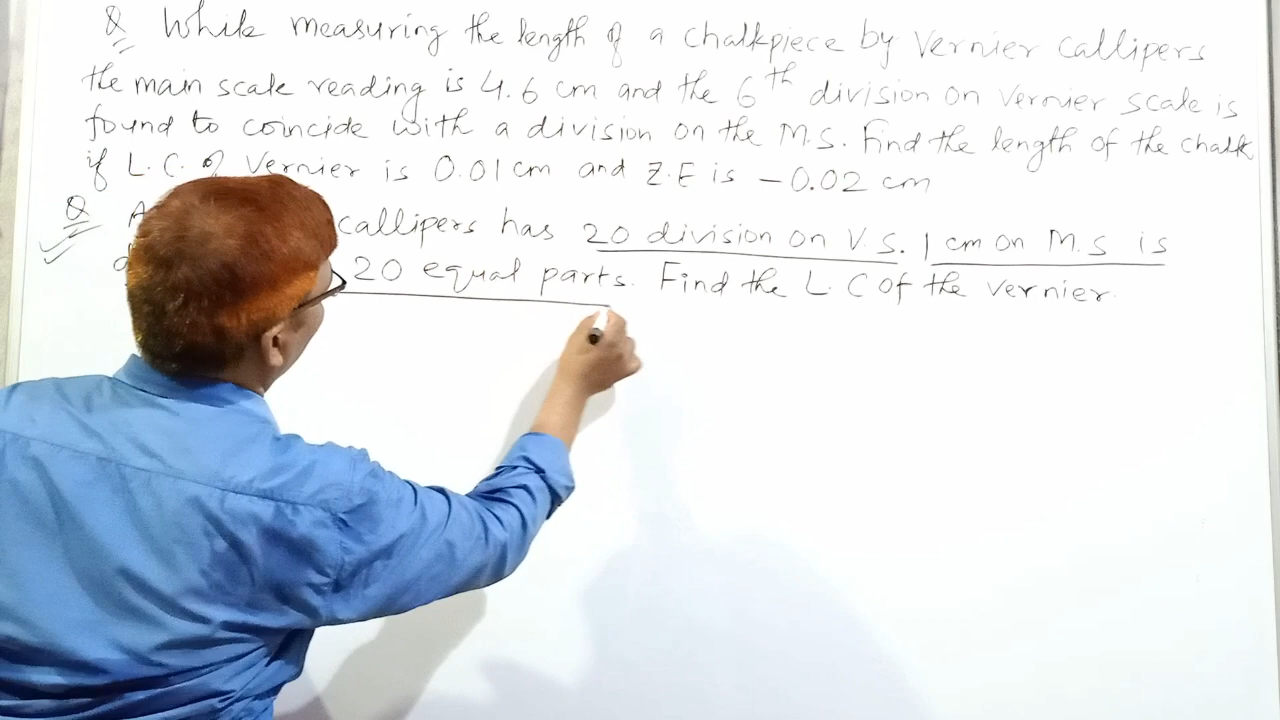 Q While measuring the length of a chalkpiece by Vernier Callipers
the main scale reading is 4.6 cm and the 6th division on Vernier scale is
found to coincide with a division on the M.S. Find the length of the chalk
if L.C. of Vernier is 0.01 cm and Z.E is -0.02 cm
Q A callipers has 20 division on V.S. 1 cm on M.S is
20 equal parts. Find the L.C of the vernier.